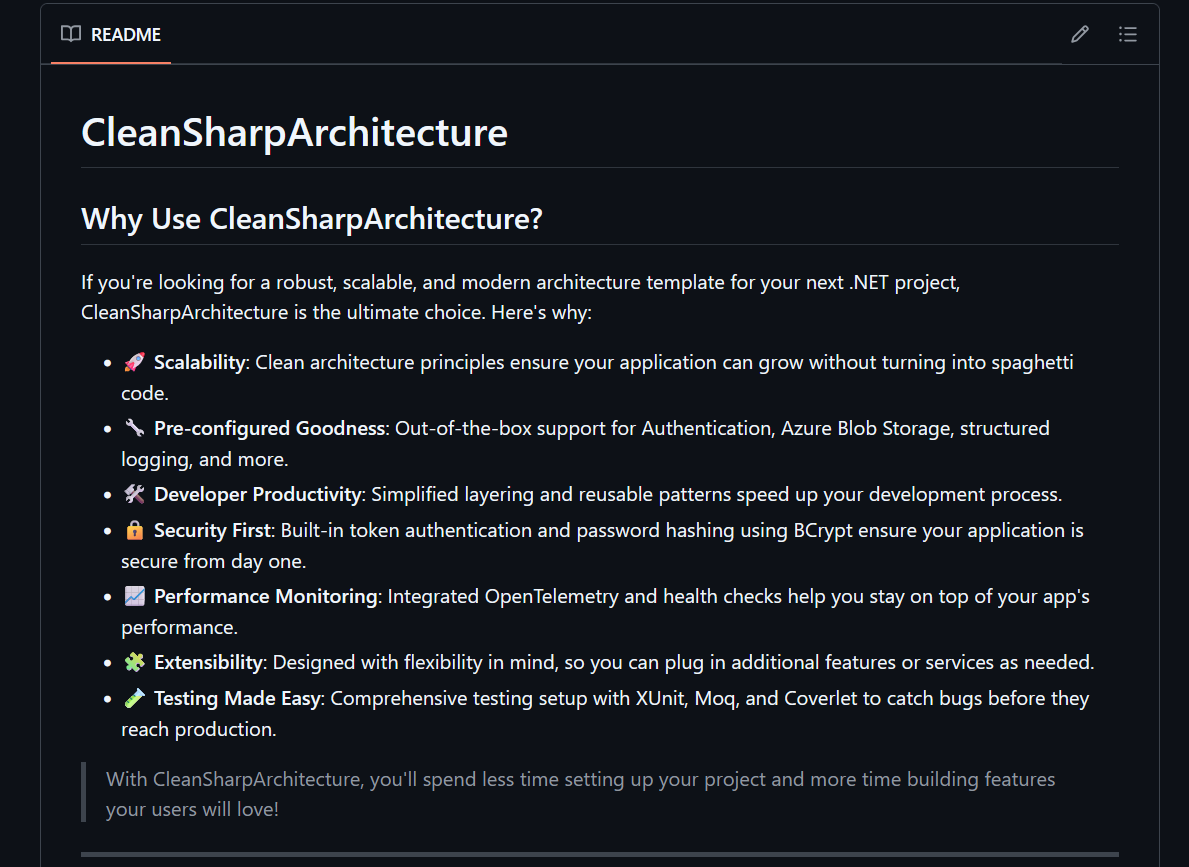 README
CleanSharpArchitecture
Why Use CleanSharpArchitecture?
If you're looking for a robust, scalable, and modern architecture template for your next .NET project,
CleanSharpArchitecture is the ultimate choice. Here's why:
• 🚀 Scalability: Clean architecture principles ensure your application can grow without turning into spaghetti
code.
• 🔧 Pre-configured Goodness: Out-of-the-box support for Authentication, Azure Blob Storage, structured
logging, and more.
• 🛠 Developer Productivity: Simplified layering and reusable patterns speed up your development process.
• 🔒 Security First: Built-in token authentication and password hashing using BCrypt ensure your application is
secure from day one.
• 📈 Performance Monitoring: Integrated OpenTelemetry and health checks help you stay on top of your app's
performance.
• 🧩 Extensibility: Designed with flexibility in mind, so you can plug in additional features or services as needed.
• 🧪 Testing Made Easy: Comprehensive testing setup with XUnit, Moq, and Coverlet to catch bugs before they
reach production.
With CleanSharpArchitecture, you'll spend less time setting up your project and more time building features
your users will love!